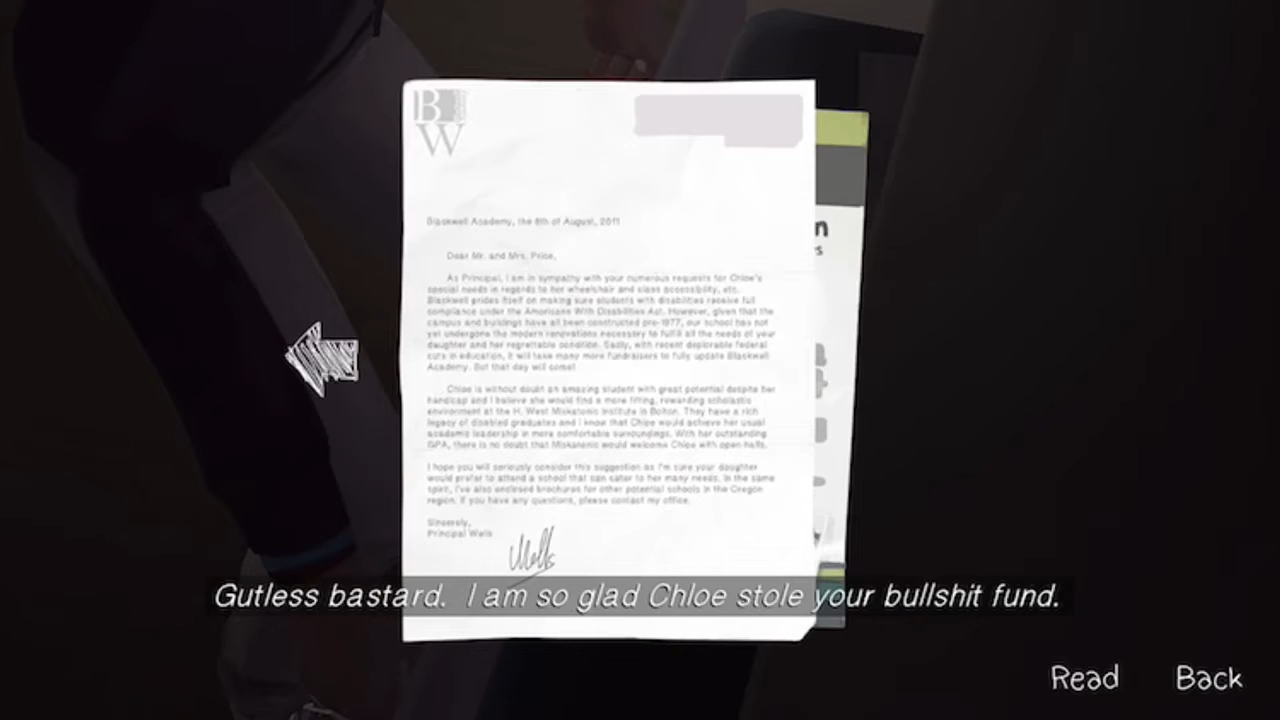 B
W
Blackwell Academy, the 8th of August, 2011
Dear Mr. and Mrs. Price,
As Principal, I am in sympathy with your numerous requests for Chloe's
special needs in regards to her wheelchair and class accessibility, etc.
Blackwell prides itself on making sure students with disabilities receive full
compliance under the Americans With Disabilities Act. However, given that the
campus and buildings have all been constructed pre-1977, our school has not
yet undergone the modern renovations necessary to fulfill all the needs of your
daughter and her regrettable condition. Sadly, with recent deplorable federal
cuts in education, it will take many more fundraisers to fully update Blackwell
Academy. But that day will come!
Chloe is without doubt an amazing student with great potential despite her
handicap and I believe she would find a more fitting, rewarding scholastic
environment at the H. West Miskatonic Institute in Bolton. They have a rich
legacy of disabled graduates and I know that Chloe would achieve her usual
academic leadership in more comfortable surroundings. With her outstanding
GPA, there is no doubt that Miskatonic would welcome Chloe with open halls.
I hope you will seriously consider this suggestion as I'm sure your daughter
would prefer to attend a school that can cater to her many needs. In the same
spirit, I've also enclosed brochures for other potential schools in the Oregon
region. If you have any questions, please contact my office.
Sincerely,
Principal Wells
Wells
n
s
Gutless bastard. I am so glad Chloe stole your bullshit fund.
Read Back